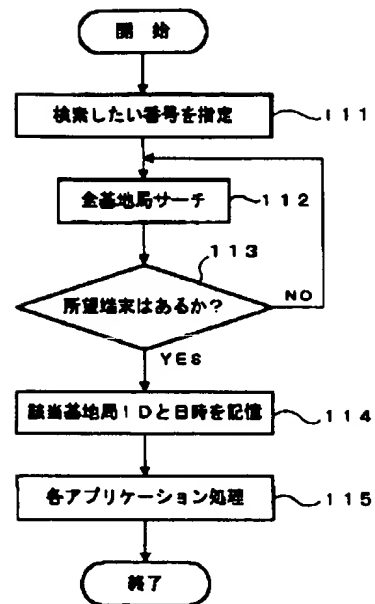 開 始
検索したい番号を指定
111
全基地局サーチ
112
113
所望端末はあるか?
NO
YES
該当基地局IDと日時を記憶
114
各アプリケーション処理
115
終了